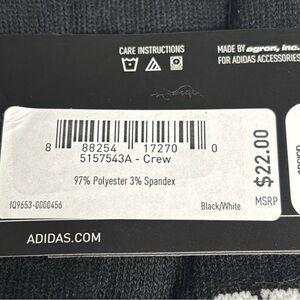 CARE INSTRUCTIONS
MADE BY agron, inc.
FOR ADIDAS ACCESSORIES
8 88254 17270 0
5157543A - Crew
97% Polyester 3% Spandex
$22.00
MSRP
IQ9653-0000456
Black/White
ADIDAS.COM